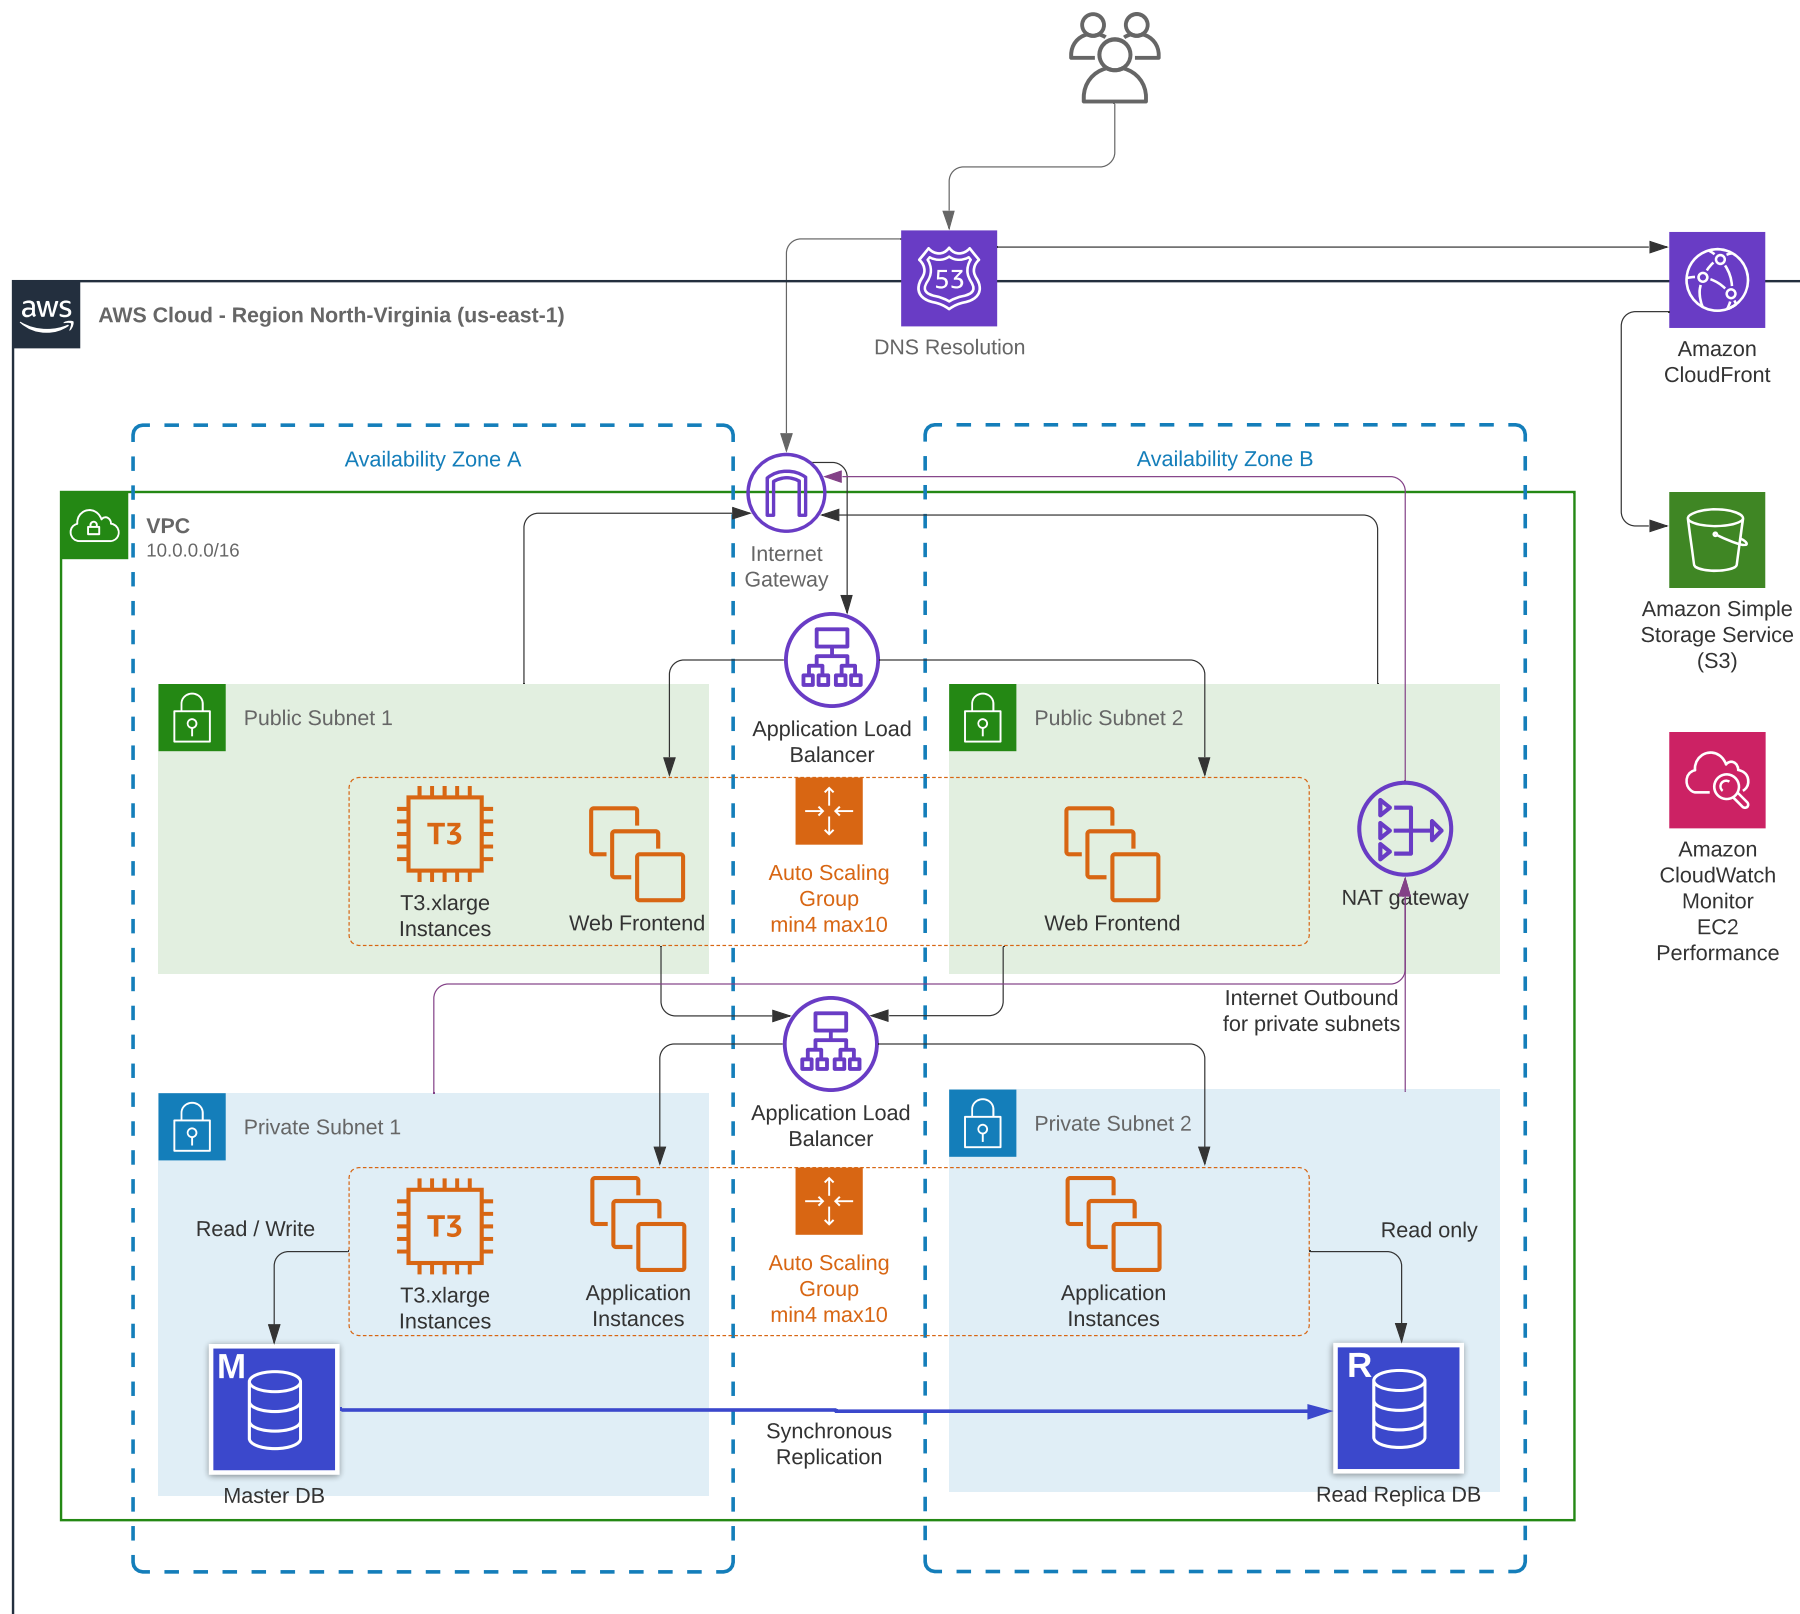 53
aws
AWS Cloud - Region North-Virginia (us-east-1)
DNS Resolution
Amazon
CloudFront
Availability Zone A
Availability Zone B
VPC
10.0.0.0/16
Internet
Gateway
Amazon Simple
Storage Service
(S3)
Public Subnet 1
Application Load
Balancer
Public Subnet 2
T3
T3.xlarge
Instances
Web Frontend
Auto Scaling
Group
min4 max10
Web Frontend
NAT gateway
Amazon
CloudWatch
Monitor
EC2
Performance
Internet Outbound
for private subnets
Private Subnet 1
Application Load
Balancer
Private Subnet 2
Read / Write
T3
T3.xlarge
Instances
Application
Instances
Auto Scaling
Group
min4 max10
Application
Instances
Read only
M
Master DB
Synchronous
Replication
R
Read Replica DB